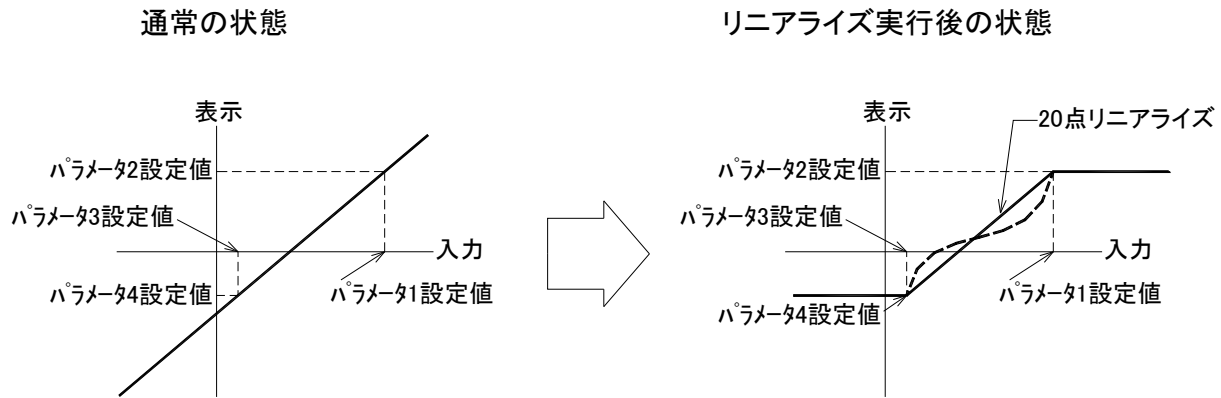 通常の状態
表示
ﾊﾟﾗﾒｰﾀ2設定値
ﾊﾟﾗﾒｰﾀ3設定値
入力
ﾊﾟﾗﾒｰﾀ4設定値
ﾊﾟﾗﾒｰﾀ1設定値
リニアライズ実行後の状態
表示
20点リニアライズ
ﾊﾟﾗﾒｰﾀ2設定値
ﾊﾟﾗﾒｰﾀ3設定値
入力
ﾊﾟﾗﾒｰﾀ4設定値
ﾊﾟﾗﾒｰﾀ1設定値